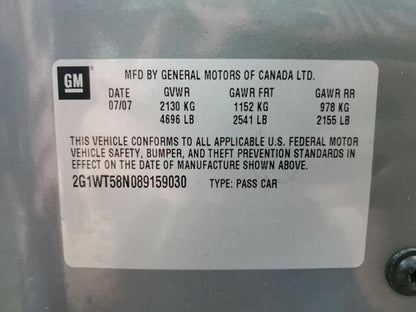 GM
MFD BY GENERAL MOTORS OF CANADA LTD.
DATE GVWR GAWR FRT GAWR RR
07/07 2130 KG 1152 KG 978 KG
4696 LB 2541 LB 2155 LB
THIS VEHICLE CONFORMS TO ALL APPLICABLE U.S. FEDERAL MOTOR
VEHICLE SAFETY, BUMPER, AND THEFT PREVENTION STANDARDS IN
EFFECT ON THE DATE OF MANUFACTURE SHOWN ABOVE.
2G1WT58N089159030 TYPE: PASS CAR